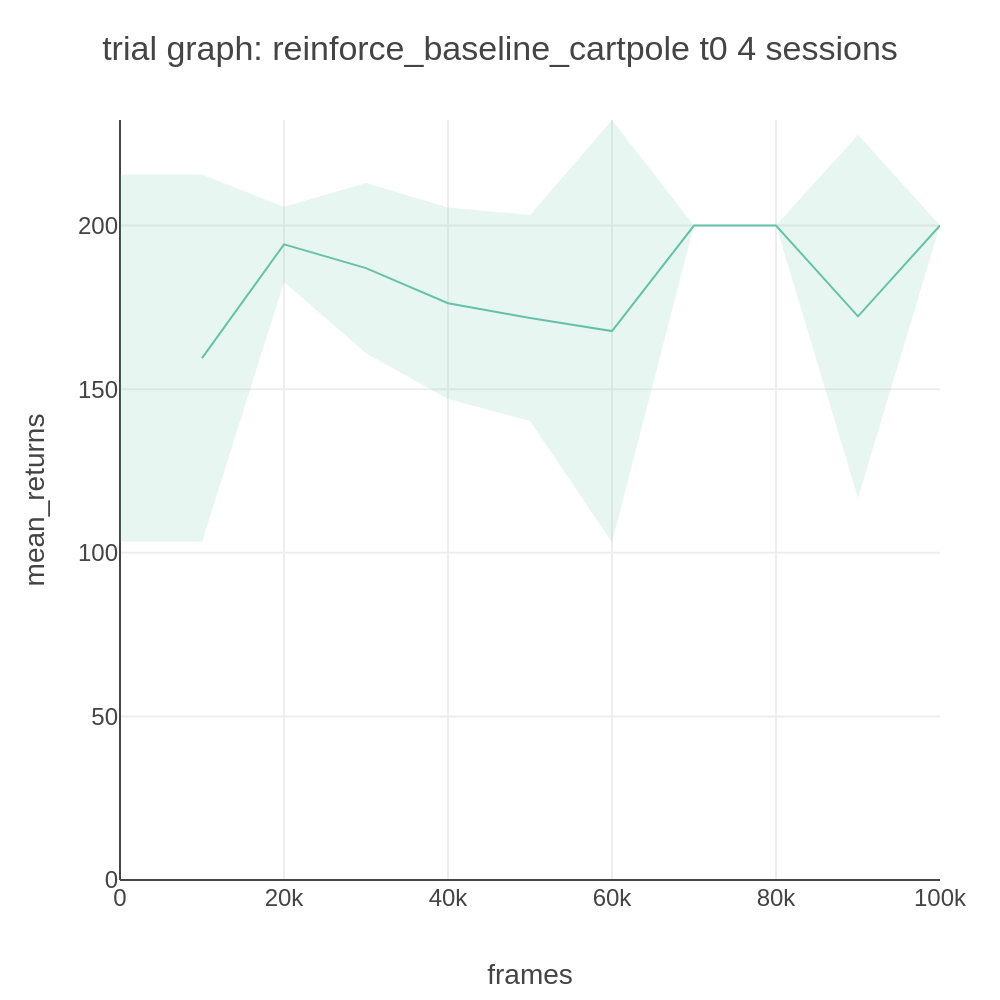 trial graph: reinforce_baseline_cartpole t0 4 sessions
mean_returns
200
150
100
50
0
0 20k 40k 60k 80k 100k
frames